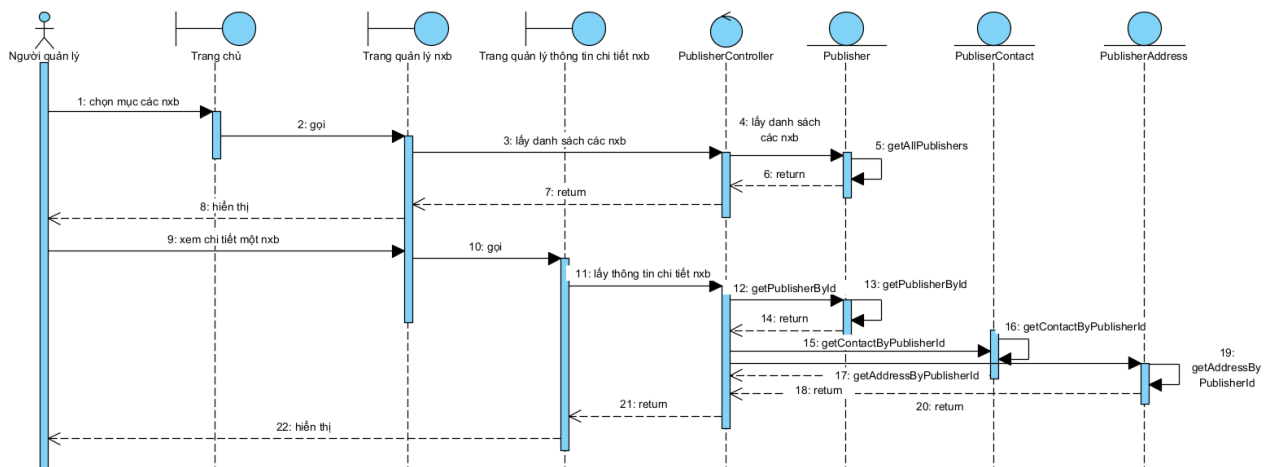 Người quản lý
Trang chủ
Trang quản lý nxb
Trang quản lý thông tin chi tiết nxb
PublisherController
Publisher
PubliserContact
PublisherAddress
1: chọn mục các nxb
2: gọi
3: lấy danh sách các nxb
4: lấy danh sách
các nxb
5: getAllPublishers
6: return
7: return
8: hiển thị
9: xem chi tiết một nxb
10: gọi
11: lấy thông tin chi tiết nxb
12: getPublisherById
13: getPublisherById
14: return
15: getContactByPublisherId
16: getContactByPublisherId
17: getAddressByPublisherId
18: return
19:
getAddressBy
PublisherId
20: return
21: return
22: hiển thị